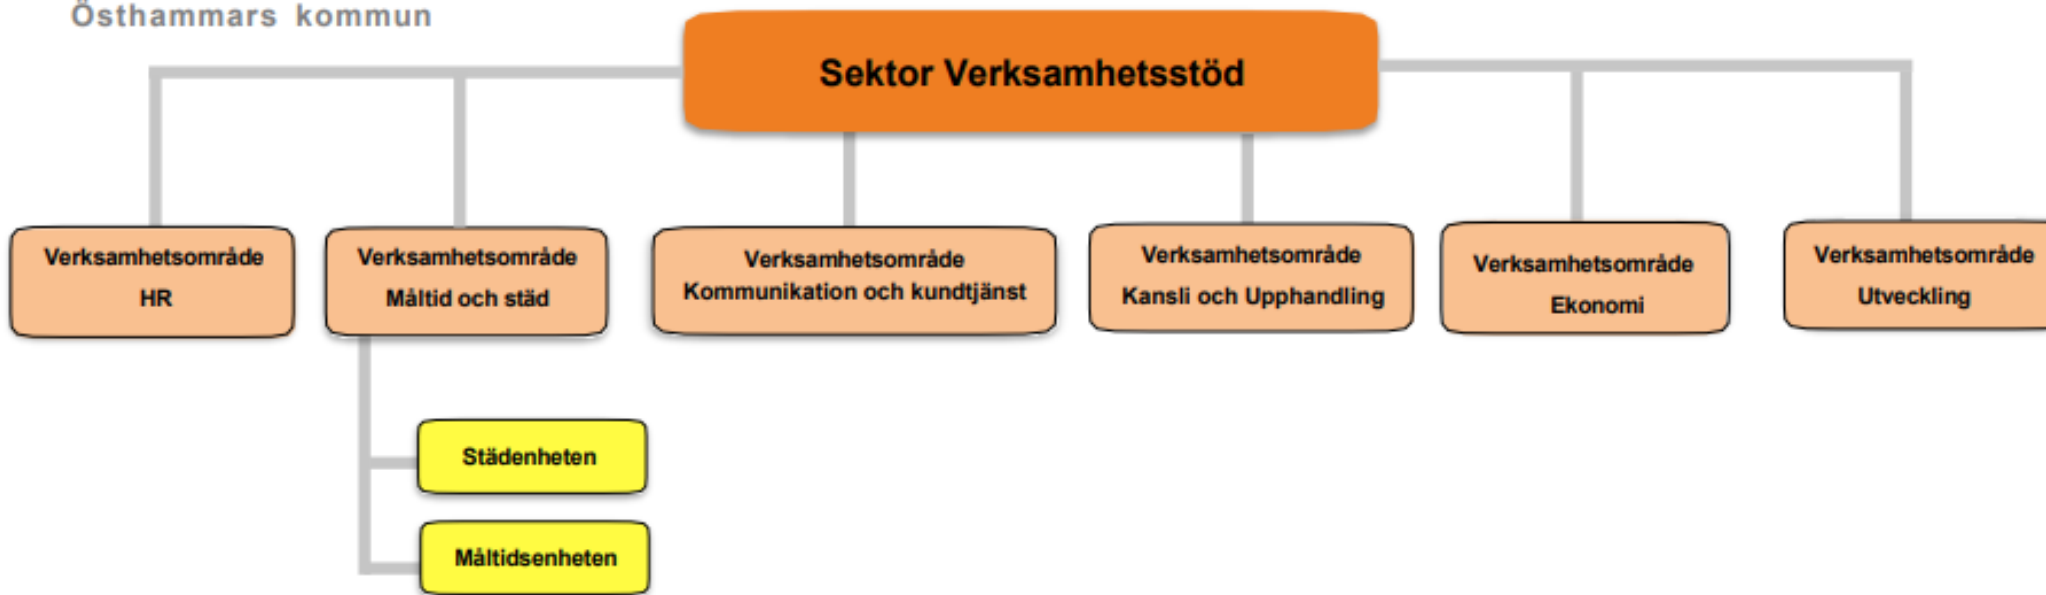 Östhammars kommun
Sektor Verksamhetsstöd
Verksamhetsområde
HR
Verksamhetsområde
Måltid och städ
Verksamhetsområde
Kommunikation och kundtjänst
Verksamhetsområde
Kansli och Upphandling
Verksamhetsområde
Ekonomi
Verksamhetsområde
Utveckling
Städenheten
Måltidsenheten